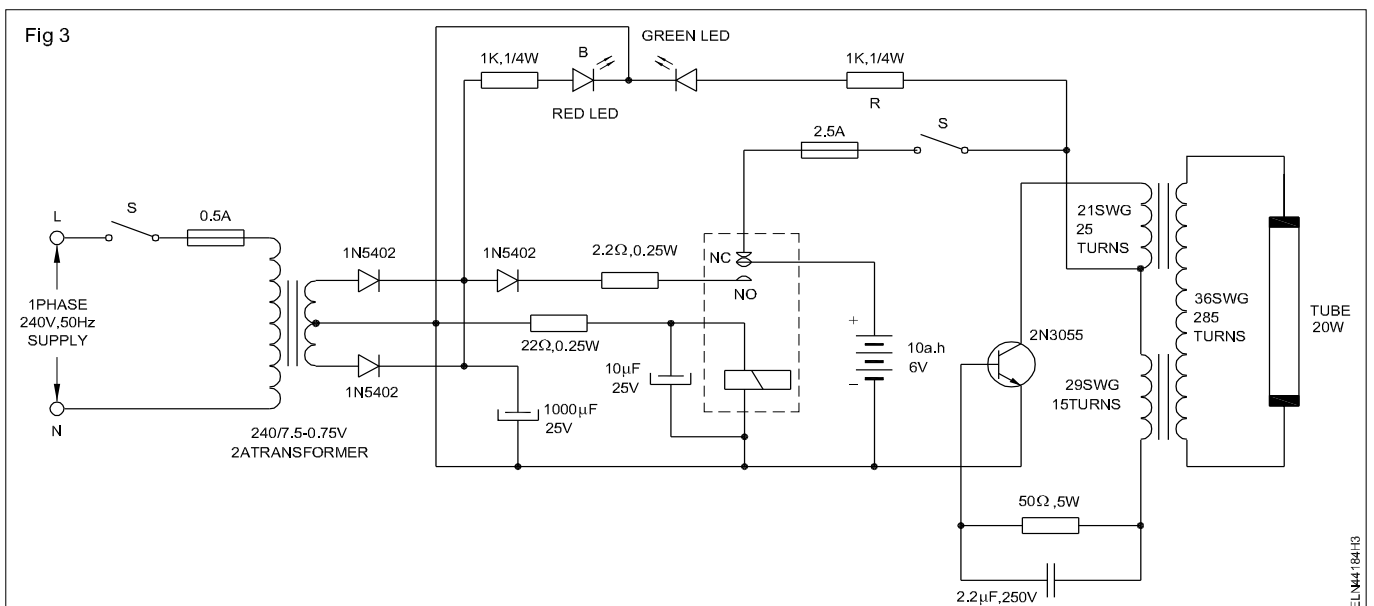 Fig 3
GREEN LED
B
1K,1/4W
1K,1/4W
RED LED
R
2.5A
S
L
S
0.5A
1N5402
1N5402
2.2Ω,0.25W
NC
NO
21SWG
25
TURNS
1PHASE
240V,50Hz
SUPPLY
36SWG
285
TURNS
TUBE
20W
22Ω,0.25W
+
10a.h
6V
−
2N3055
10µF
25V
1N5402
29SWG
15TURNS
1000µF
25V
N
240/7.5-0.75V
2ATRANSFORMER
50Ω,5W
2.2µF,250V
ELN44184H3